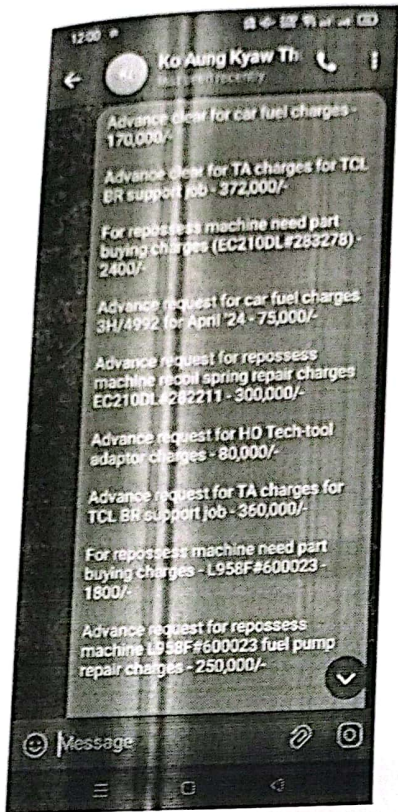 12:00
Ko Aung Kyaw Th
last seen recently
Advance clear for car fuel charges -
170,000/-
Advance clear for TA charges for TCL
BR support job - 372,000/-
For repossess machine need part
buying charges (EC210DL#283278) -
2400/-
Advance request for car fuel charges
3H/4992 for April '24 - 75,000/-
Advance request for repossess
machine recoil spring repair charges
EC210DL#282211 - 300,000/-
Advance request for HO Tech-tool
adaptor charges - 80,000/-
Advance request for TA charges for
TCL BR support job - 360,000/-
For repossess machine need part
buying charges - L958F#600023 -
1800/-
Advance request for repossess
machine L958F#600023 fuel pump
repair charges - 250,000/-
Message